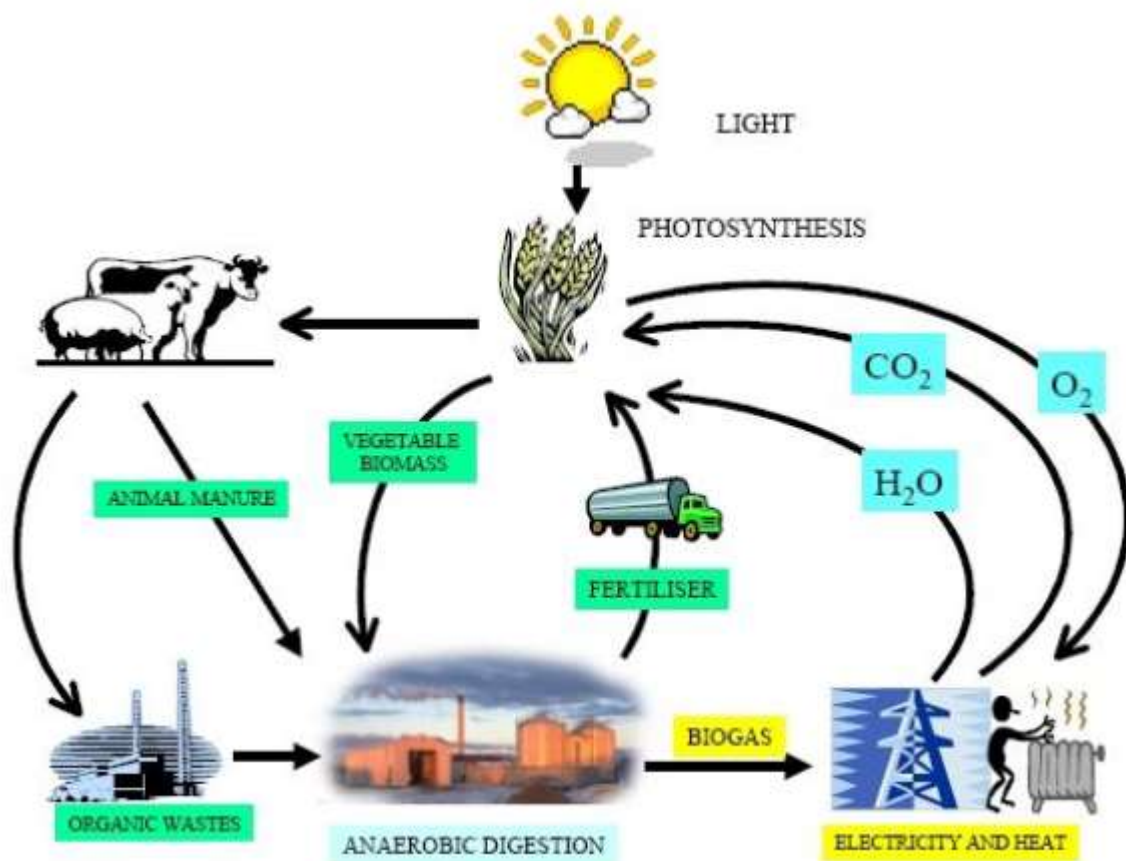 LIGHT
PHOTOSYNTHESIS
CO₂
O₂
VEGETABLE
BIOMASS
H₂O
ANIMAL MANURE
FERTILISER
BIOGAS
ORGANIC WASTES
ANAEROBIC DIGESTION
ELECTRICITY AND HEAT